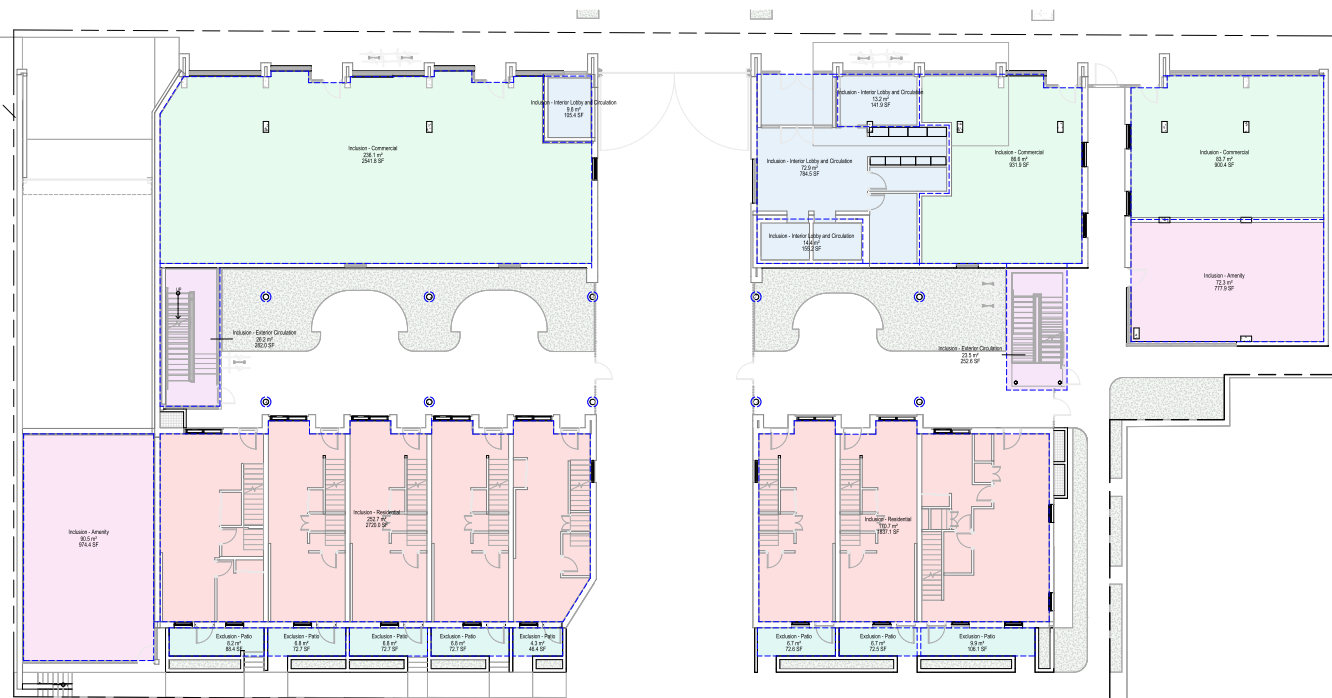 Inclusion - Interior Lobby and Circulation
9.8 m²
105.4 SF
Inclusion - Commercial
236.1 m²
2541.8 SF
Inclusion - Interior Lobby and Circulation
13.2 m²
141.9 SF
Inclusion - Interior Lobby and Circulation
72.9 m²
784.5 SF
Inclusion - Commercial
86.6 m²
931.9 SF
Inclusion - Commercial
83.7 m²
900.4 SF
Inclusion - Interior Lobby and Circulation
14.4 m²
155.2 SF
Inclusion - Amenity
72.3 m²
777.9 SF
Inclusion - Exterior Circulation
26.2 m²
282.0 SF
Inclusion - Exterior Circulation
23.5 m²
252.6 SF
Inclusion - Amenity
90.5 m²
974.4 SF
Inclusion - Residential
252.7 m²
2720.0 SF
Inclusion - Residential
170.7 m²
1837.1 SF
Exclusion - Patio
8.2 m²
88.4 SF
Exclusion - Patio
6.8 m²
72.7 SF
Exclusion - Patio
6.8 m²
72.7 SF
Exclusion - Patio
6.8 m²
72.7 SF
Exclusion - Patio
4.3 m²
46.4 SF
Exclusion - Patio
6.7 m²
72.6 SF
Exclusion - Patio
6.7 m²
72.5 SF
Exclusion - Patio
9.9 m²
106.1 SF